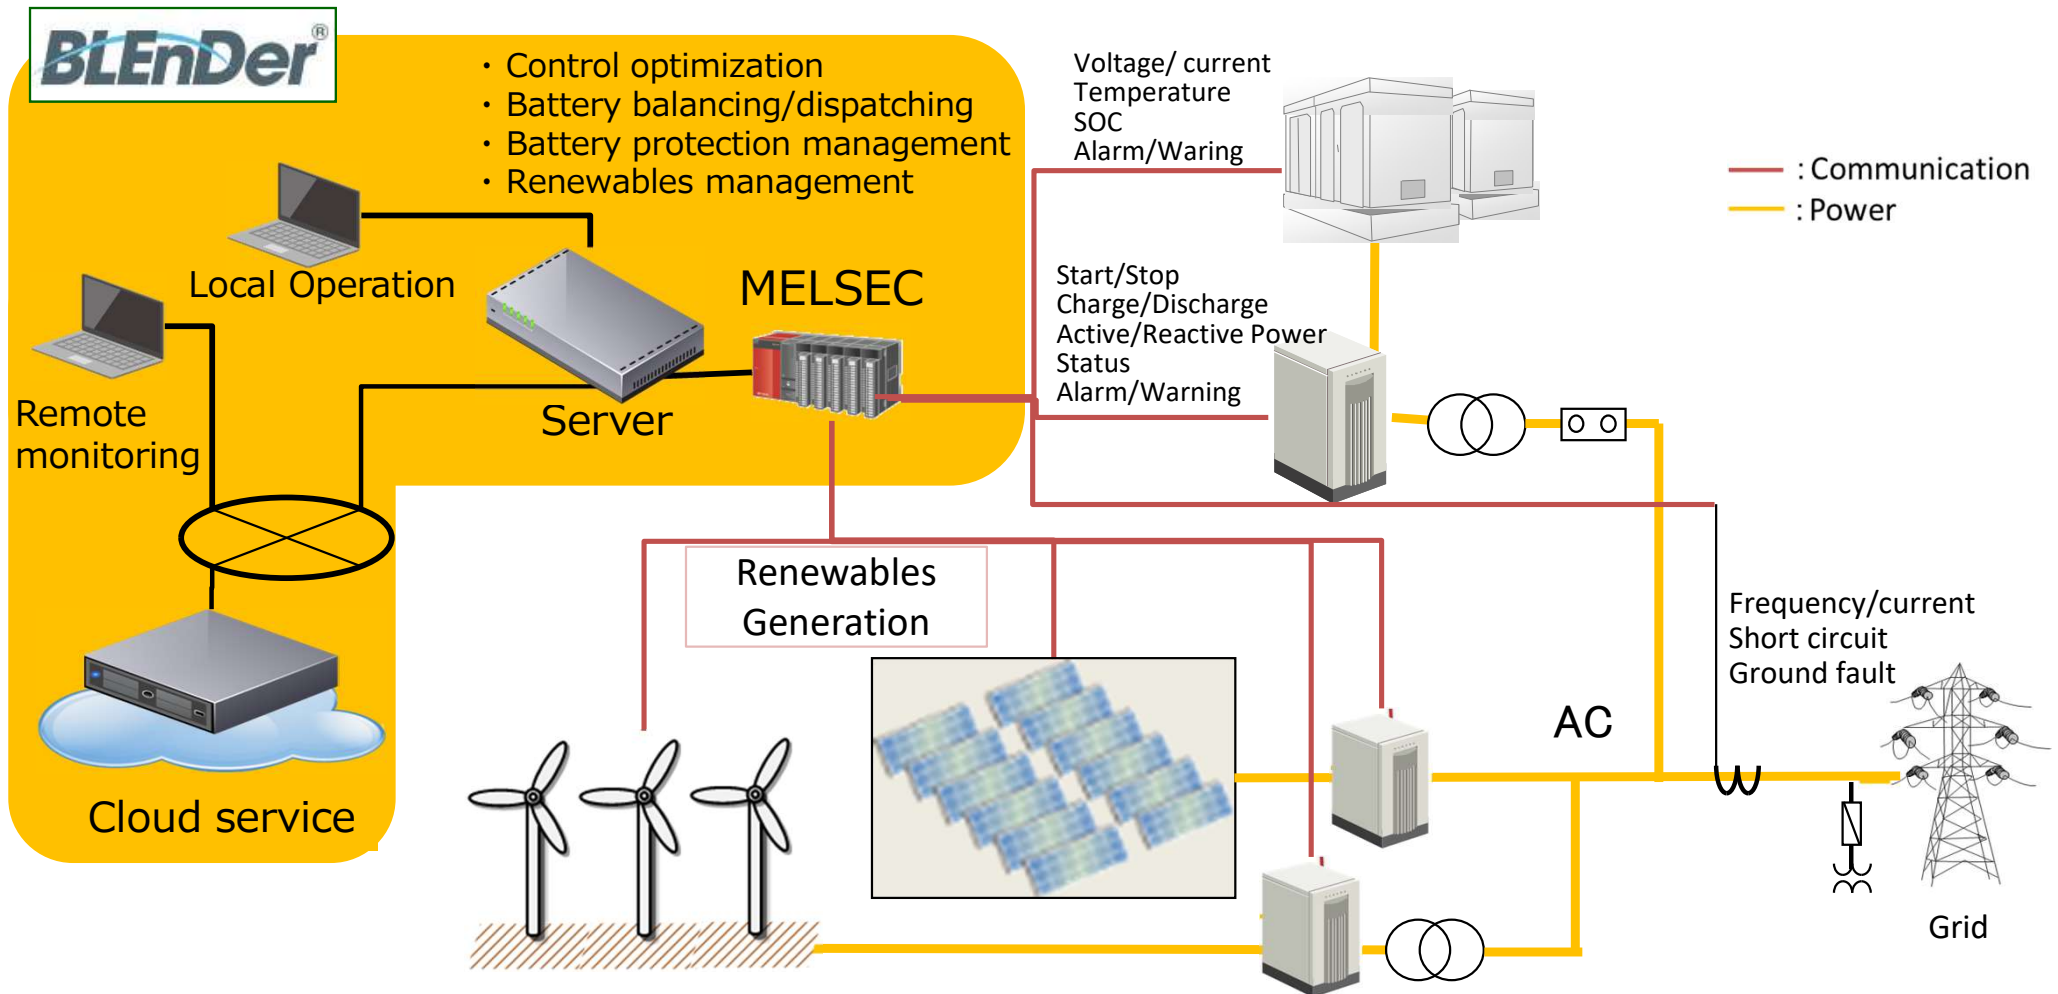 BLEnDer®
・Control optimization
・Battery balancing/dispatching
・Battery protection management
・Renewables management
Local Operation
MELSEC
Server
Remote
monitoring
Cloud service
Voltage/ current
Temperature
SOC
Alarm/Waring
Start/Stop
Charge/Discharge
Active/Reactive Power
Status
Alarm/Warning
: Communication
: Power
Renewables
Generation
Frequency/current
Short circuit
Ground fault
AC
Grid